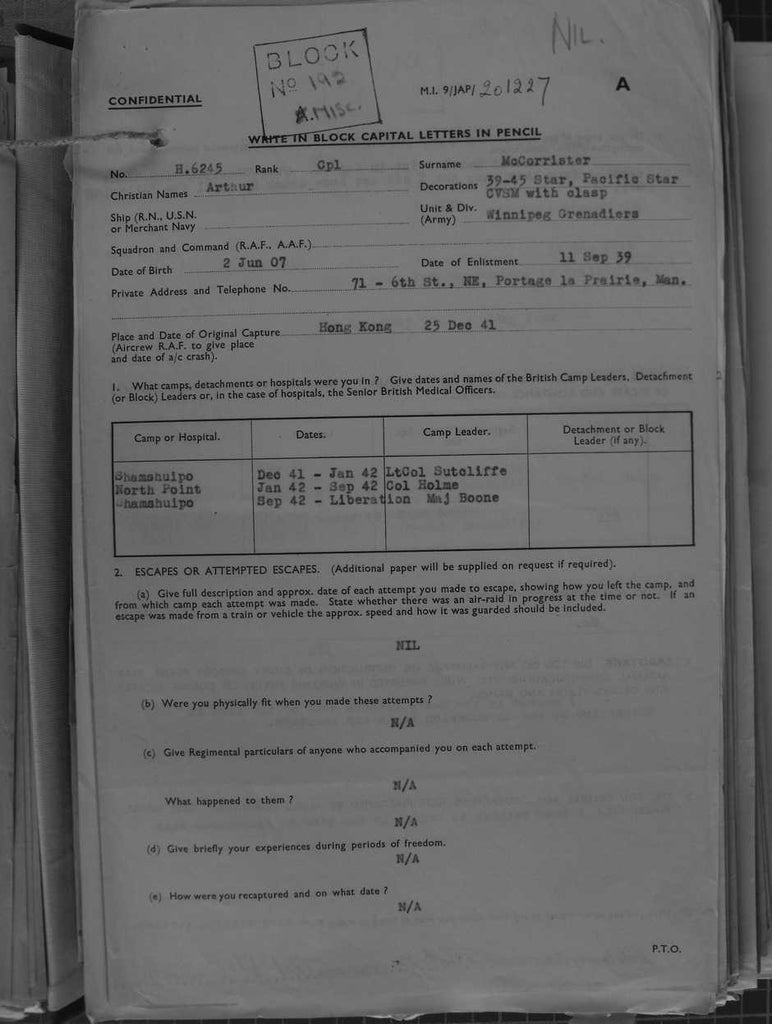 NIL.
BLOCK
No 192
A.MISC.
CONFIDENTIAL
M.I. 9/JAP/ 201227
A
WRITE IN BLOCK CAPITAL LETTERS IN PENCIL
No. H.6245 Rank Cpl Surname McCorrister
Christian Names Arthur Decorations 39-45 Star, Pacific Star
CVSM with clasp
Ship (R.N., U.S.N.
or Merchant Navy
Unit & Div.
(Army) Winnipeg Grenadiers
Squadron and Command (R.A.F., A.A.F.)
Date of Birth 2 Jun 07 Date of Enlistment 11 Sep 39
Private Address and Telephone No. 71 - 6th St., NE, Portage la Prairie, Man.
Place and Date of Original Capture Hong Kong 25 Dec 41
(Aircrew R.A.F. to give place
and date of a/c crash).
1. What camps, detachments or hospitals were you in ? Give dates and names of the British Camp Leaders, Detachment
(or Block) Leaders or, in the case of hospitals, the Senior British Medical Officers.
Camp or Hospital. Dates. Camp Leader. Detachment or Block
Leader (if any).
Shamshuipo Dec 41 - Jan 42 LtCol Sutcliffe
North Point Jan 42 - Sep 42 Col Holme
Shamshuipo Sep 42 - Liberation Maj Boone
2. ESCAPES OR ATTEMPTED ESCAPES. (Additional paper will be supplied on request if required).
(a) Give full description and approx. date of each attempt you made to escape, showing how you left the camp, and
from which camp each attempt was made. State whether there was an air-raid in progress at the time or not. If an
escape was made from a train or vehicle the approx. speed and how it was guarded should be included.
NIL
(b) Were you physically fit when you made these attempts ?
N/A
(c) Give Regimental particulars of anyone who accompanied you on each attempt.
N/A
What happened to them ?
N/A
(d) Give briefly your experiences during periods of freedom.
N/A
(e) How were you recaptured and on what date ?
N/A
P.T.O.